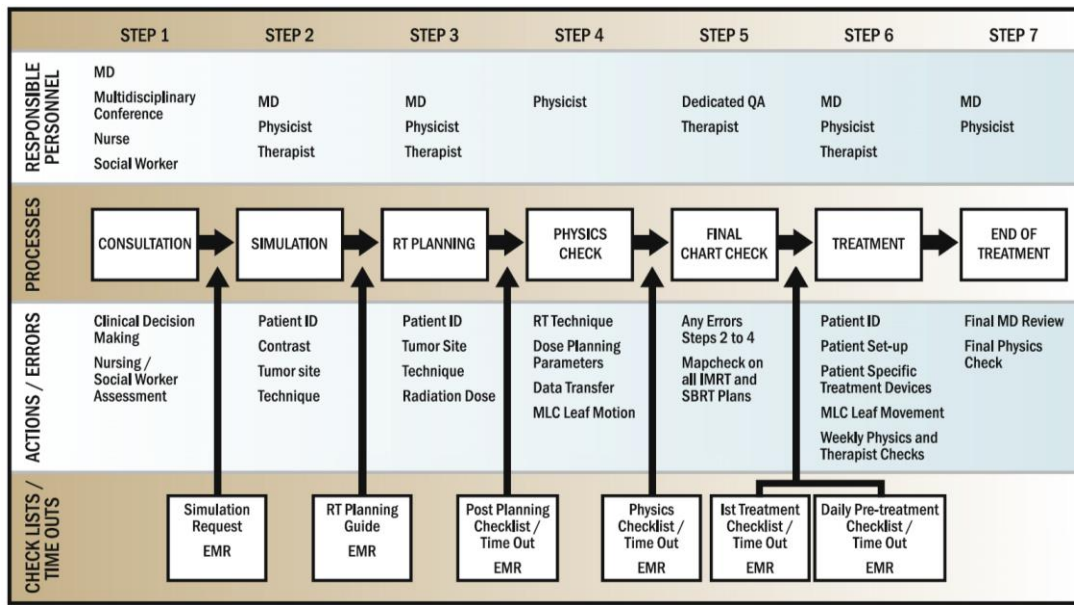 STEP 1 STEP 2 STEP 3 STEP 4 STEP 5 STEP 6 STEP 7
RESPONSIBLE
PERSONNEL
MD
Multidisciplinary
Conference
Nurse
Social Worker
MD
Physicist
Therapist
MD
Physicist
Therapist
Physicist
Dedicated QA
Therapist
MD
Physicist
Therapist
MD
Physicist
PROCESSES
CONSULTATION
SIMULATION
RT PLANNING
PHYSICS
CHECK
FINAL
CHART CHECK
TREATMENT
END OF
TREATMENT
ACTIONS / ERRORS
Clinical Decision
Making
Nursing /
Social Worker
Assessment
Patient ID
Contrast
Tumor site
Technique
Patient ID
Tumor Site
Technique
Radiation Dose
RT Technique
Dose Planning
Parameters
Data Transfer
MLC Leaf Motion
Any Errors
Steps 2 to 4
Mapcheck on
all IMRT and
SBRT Plans
Patient ID
Patient Set-up
Patient Specific
Treatment Devices
MLC Leaf Movement
Weekly Physics and
Therapist Checks
Final MD Review
Final Physics
Check
CHECK LISTS /
TIME OUTS
Simulation
Request
EMR
RT Planning
Guide
EMR
Post Planning
Checklist /
Time Out
EMR
Physics
Checklist /
Time Out
EMR
Ist Treatment
Checklist /
Time Out
EMR
Daily Pre-treatment
Checklist /
Time Out
EMR